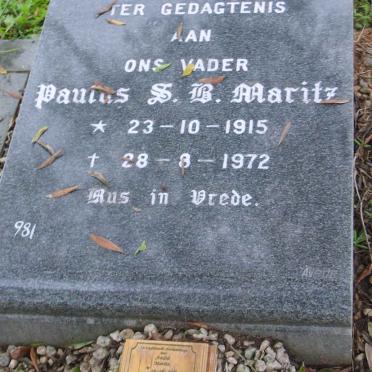 TER GEDAGTENIS
AAN
ONS VADER
Paulus S. B. Maritz
* 23-10-1915
† 28-8-1972
Rus in Vrede.
981